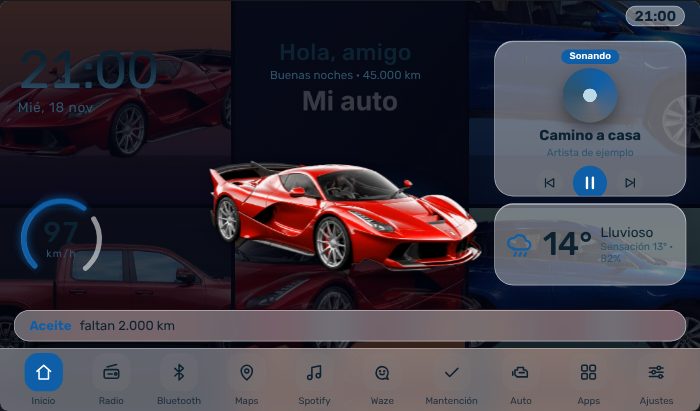 21:00
21:00
Mié, 18 nov
Hola, amigo
Buenas noches • 45.000 km
Mi auto
Sonando
Camino a casa
Artista de ejemplo
97
km/h
14°
Lluvioso
Sensación 13° •
82%
Aceite faltan 2.000 km
Inicio
Radio
Bluetooth
Maps
Spotify
Waze
Mantención
Auto
Apps
Ajustes